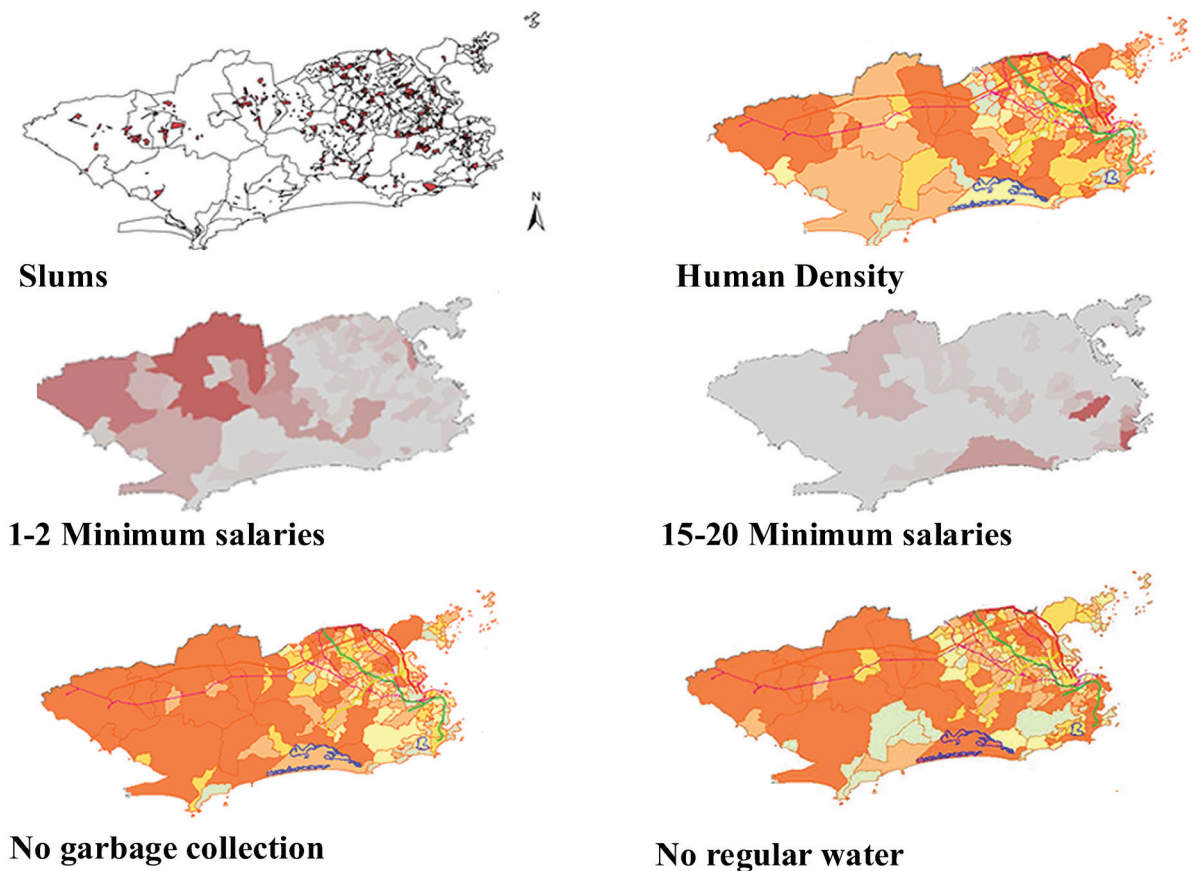 N
Slums
Human Density
1-2 Minimum salaries
15-20 Minimum salaries
No garbage collection
No regular water